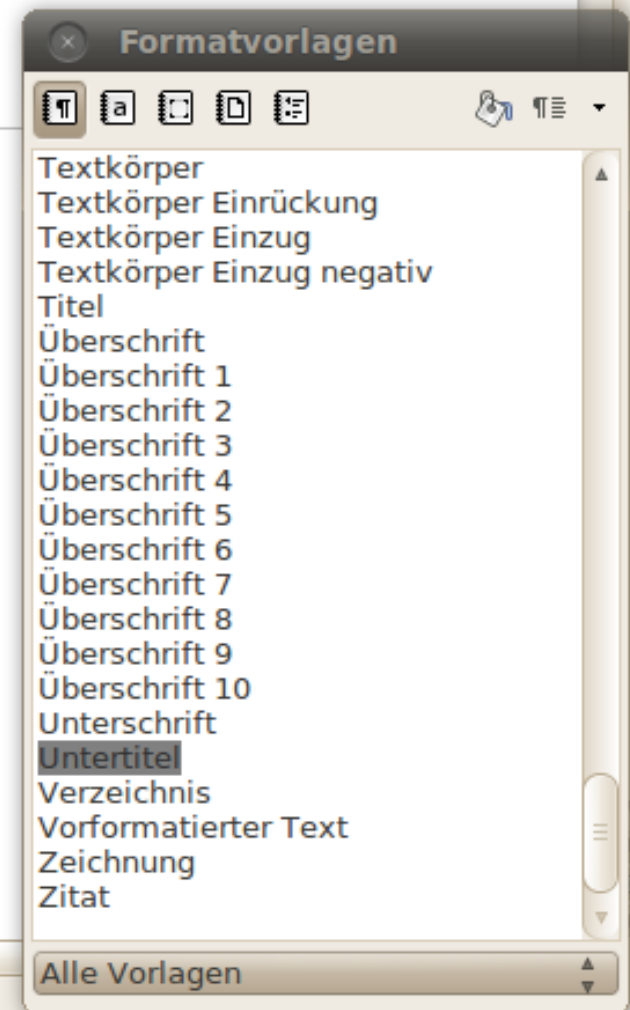 Formatvorlagen
Textkörper
Textkörper Einrückung
Textkörper Einzug
Textkörper Einzug negativ
Titel
Überschrift
Überschrift 1
Überschrift 2
Überschrift 3
Überschrift 4
Überschrift 5
Überschrift 6
Überschrift 7
Überschrift 8
Überschrift 9
Überschrift 10
Unterschrift
Untertitel
Verzeichnis
Vorformatierter Text
Zeichnung
Zitat
Alle Vorlagen